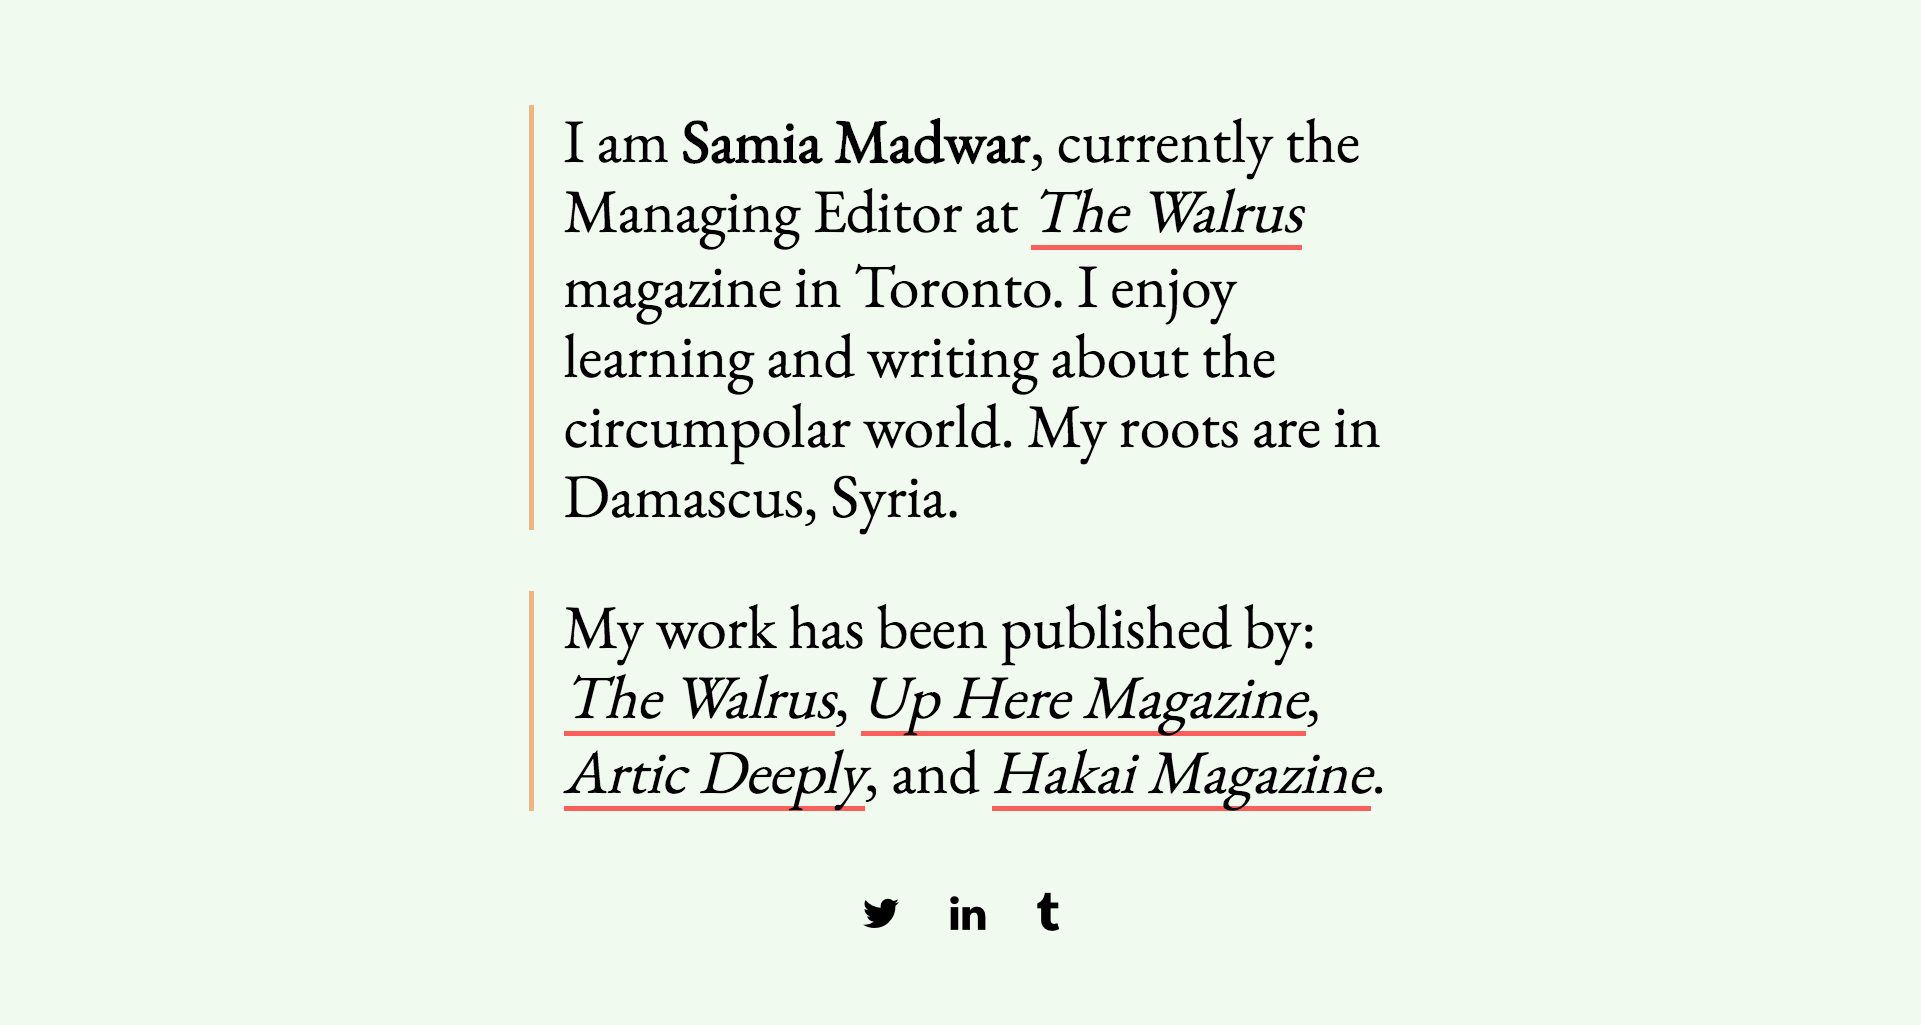 I am Samia Madwar, currently the
Managing Editor at The Walrus
magazine in Toronto. I enjoy
learning and writing about the
circumpolar world. My roots are in
Damascus, Syria.
My work has been published by:
The Walrus, Up Here Magazine,
Artic Deeply, and Hakai Magazine.